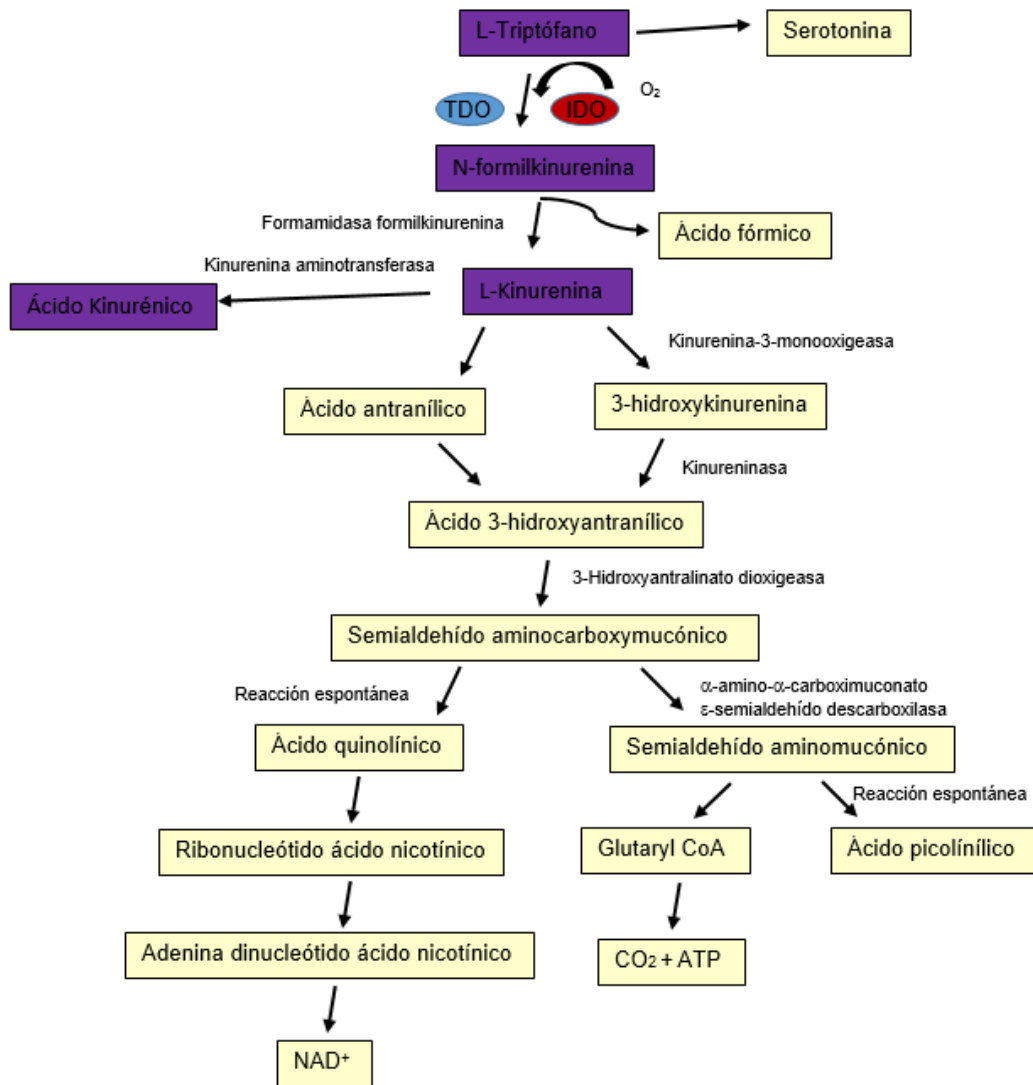 L-Triptófano
Serotonina
O₂
TDO
IDO
N-formilkinurenina
Formamidasa formilkinurenina
Ácido fórmico
Kinurenina aminotransferasa
Ácido Kinurénico
L-Kinurenina
Kinurenina-3-monooxigeasa
Ácido antranílico
3-hidroxykinurenina
Kinureninasa
Ácido 3-hidroxyantranílico
3-Hidroxyantralinato dioxigeasa
Semialdehído aminocarboxymucónico
Reacción espontánea
α-amino-α-carboximuconato
ε-semialdehído descarboxilasa
Ácido quinolínico
Semialdehído aminomucónico
Reacción espontánea
Ribonucleótido ácido nicotínico
Glutaryl CoA
Ácido picolínílico
Adenina dinucleótido ácido nicotínico
CO₂ + ATP
NAD⁺